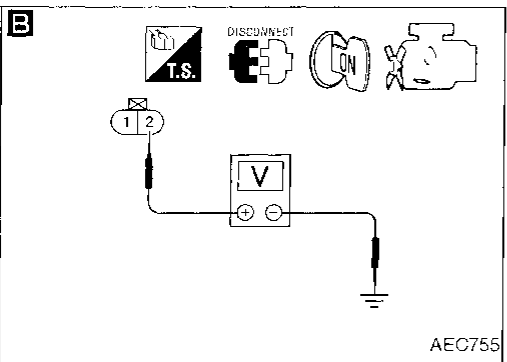 B
DISCONNECT
T.S.
ON
1 2
V
+ −
AEC755